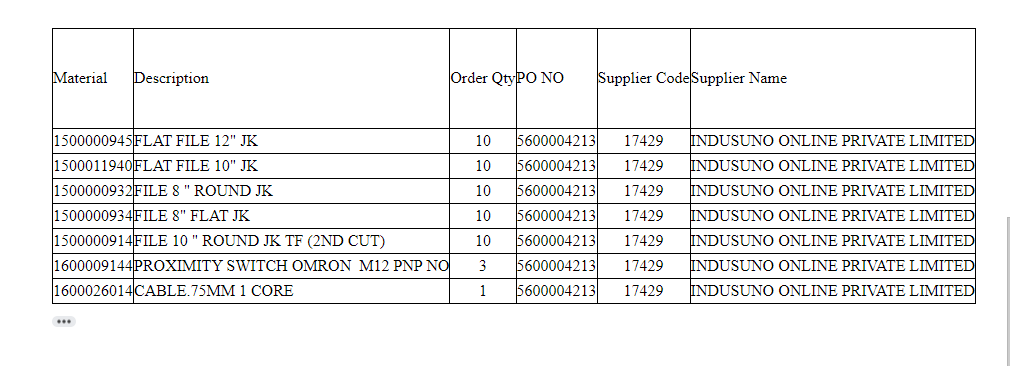 Material Description Order Qty PO NO Supplier Code Supplier Name
1500000945 FLAT FILE 12" JK 10 5600004213 17429 INDUSUNO ONLINE PRIVATE LIMITED
1500011940 FLAT FILE 10" JK 10 5600004213 17429 INDUSUNO ONLINE PRIVATE LIMITED
1500000932 FILE 8 " ROUND JK 10 5600004213 17429 INDUSUNO ONLINE PRIVATE LIMITED
1500000934 FILE 8" FLAT JK 10 5600004213 17429 INDUSUNO ONLINE PRIVATE LIMITED
1500000914 FILE 10 " ROUND JK TF (2ND CUT) 10 5600004213 17429 INDUSUNO ONLINE PRIVATE LIMITED
1600009144 PROXIMITY SWITCH OMRON  M12 PNP NO 3 5600004213 17429 INDUSUNO ONLINE PRIVATE LIMITED
1600026014 CABLE.75MM 1 CORE 1 5600004213 17429 INDUSUNO ONLINE PRIVATE LIMITED